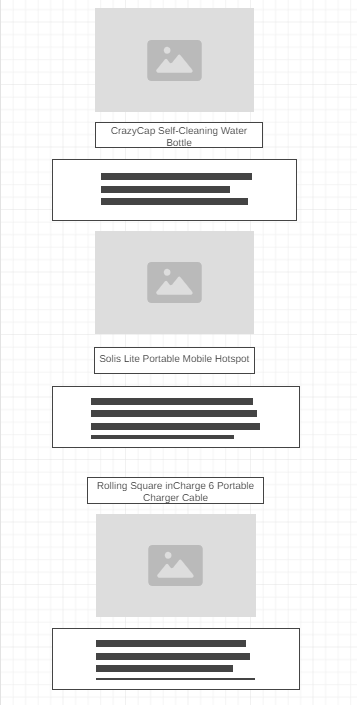 CrazyCap Self-Cleaning Water
Bottle
Solis Lite Portable Mobile Hotspot
Rolling Square inCharge 6 Portable
Charger Cable